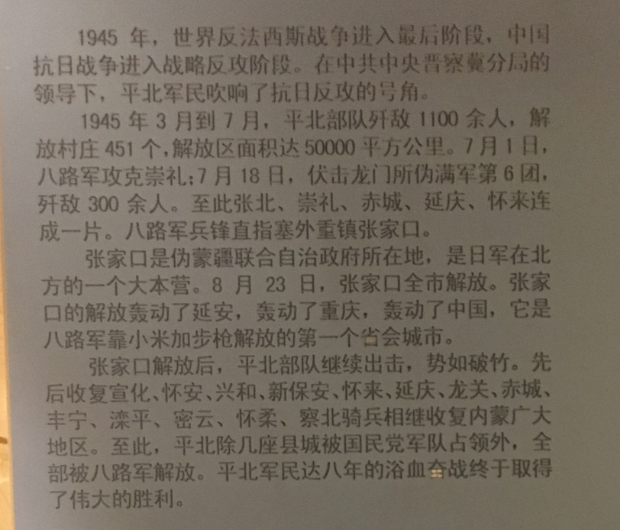 1945 年，世界反法西斯战争进入最后阶段，中国
抗日战争进入战略反攻阶段。在中共中央晋察冀分局的
领导下，平北军民吹响了抗日反攻的号角。
1945 年 3 月到 7 月，平北部队歼敌 1100 余人，解
放村庄 451 个，解放区面积达 50000 平方公里。7 月 1 日，
八路军攻克崇礼；7 月 18 日，伏击龙门所伪满军第 6 团，
歼敌 300 余人。至此张北、崇礼、赤城、延庆、怀来连
成一片。八路军兵锋直指塞外重镇张家口。
张家口是伪蒙疆联合自治政府所在地，是日军在北
方的一个大本营。8 月 23 日，张家口全市解放。张家
口的解放轰动了延安，轰动了重庆，轰动了中国，它是
八路军靠小米加步枪解放的第一个省会城市。
张家口解放后，平北部队继续出击，势如破竹。先
后收复宣化、怀安、兴和、新保安、怀来、延庆、龙关、赤城、
丰宁、滦平、密云、怀柔、察北骑兵相继收复内蒙广大
地区。至此，平北除几座县城被国民党军队占领外，全
部被八路军解放。平北军民达八年的浴血奋战终于取得
了伟大的胜利。